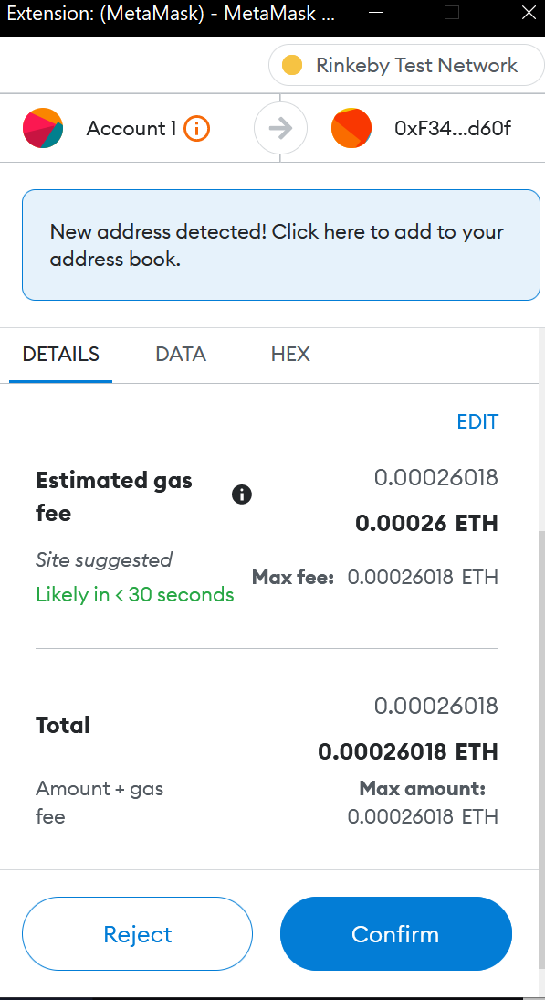 Extension: (MetaMask) - MetaMask ...
Rinkeby Test Network
Account 1
0xF34...d60f
New address detected! Click here to add to your
address book.
DETAILS
DATA
HEX
EDIT
Estimated gas
fee
0.00026018
0.00026 ETH
Site suggested
Likely in < 30 seconds
Max fee: 0.00026018 ETH
Total
0.00026018
0.00026018 ETH
Amount + gas
fee
Max amount:
0.00026018 ETH
Reject
Confirm